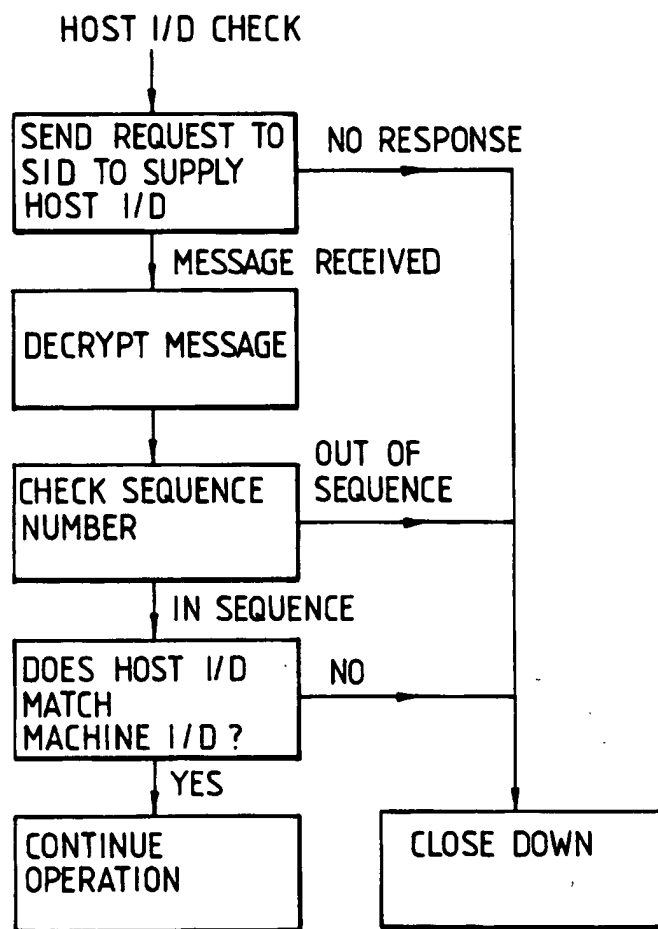 HOST I/D CHECK
SEND REQUEST TO
SID TO SUPPLY
HOST I/D
NO RESPONSE
MESSAGE RECEIVED
DECRYPT MESSAGE
OUT OF
SEQUENCE
CHECK SEQUENCE
NUMBER
IN SEQUENCE
DOES HOST I/D
MATCH
MACHINE I/D ?
NO
YES
CONTINUE
OPERATION
CLOSE DOWN